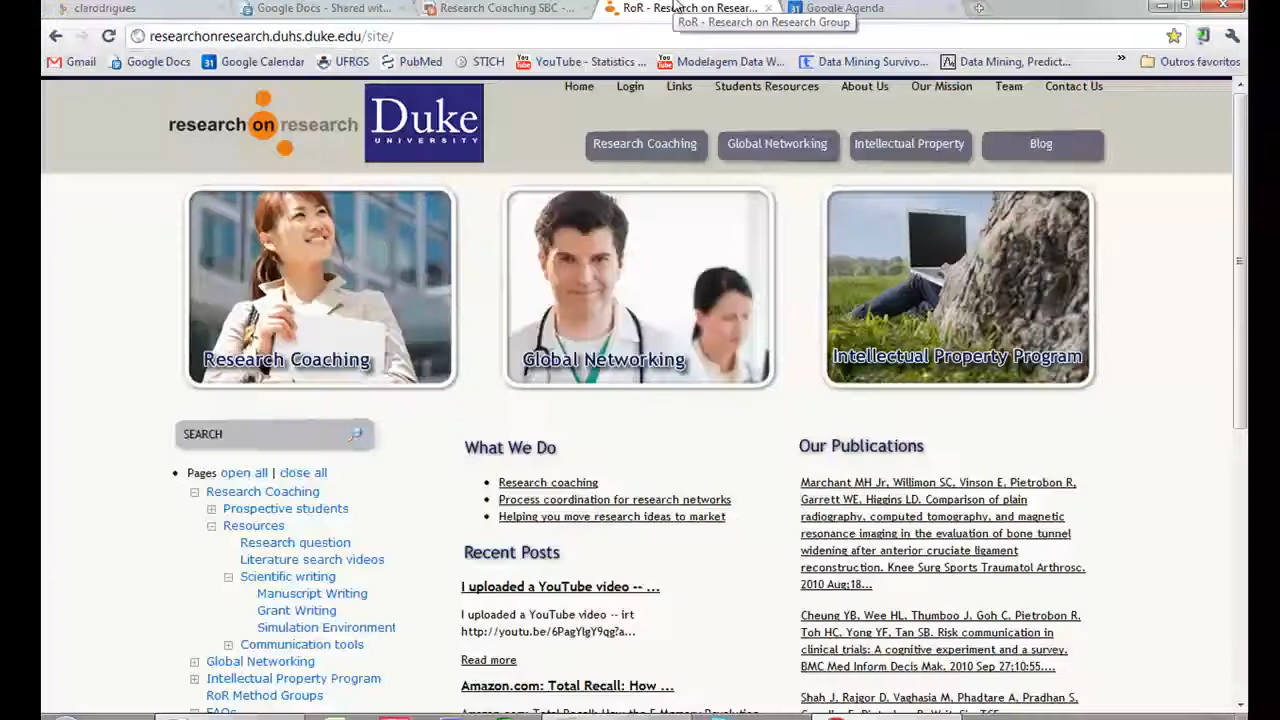 clarodrigues
Google Docs - Shared wit...
Research Coaching SBC -...
RoR - Research on Resear...
Google Agenda
RoR - Research on Research Group
researchonresearch.duhs.duke.edu/site/
Gmail
Google Docs
Google Calendar
UFRGS
PubMed
STICH
YouTube - Statistics ...
Modelagem Data W...
Data Mining Survivo...
Data Mining, Predict...
Outros favoritos
research on research
Duke
UNIVERSITY
Home
Login
Links
Students Resources
About Us
Our Mission
Team
Contact Us
Research Coaching
Global Networking
Intellectual Property
Blog
Research Coaching
Global Networking
Intellectual Property Program
SEARCH
Pages open all | close all
Research Coaching
Prospective students
Resources
Research question
Literature search videos
Scientific writing
Manuscript Writing
Grant Writing
Simulation Environment
Communication tools
Global Networking
Intellectual Property Program
RoR Method Groups
FAQs
What We Do
Research coaching
Process coordination for research networks
Helping you move research ideas to market
Recent Posts
I uploaded a YouTube video -- ...
I uploaded a YouTube video -- irt
http://youtu.be/6PagYlgY9qg?a...
Read more
Amazon.com: Total Recall: How ...
Our Publications
Marchant MH Jr, Willimon SC, Vinson E, Pietrobon R,
Garrett WE, Higgins LD. Comparison of plain
radiography, computed tomography, and magnetic
resonance imaging in the evaluation of bone tunnel
widening after anterior cruciate ligament
reconstruction. Knee Surg Sports Traumatol Arthrosc.
2010 Aug;18...
Cheung YB, Wee HL, Thumboo J, Goh C, Pietrobon R,
Toh HC, Yong YF, Tan SB. Risk communication in
clinical trials: A cognitive experiment and a survey.
BMC Med Inform Decis Mak. 2010 Sep 27;10:55....
Shah J, Rajgor D, Vaghasia M, Phadtare A, Pradhan S,